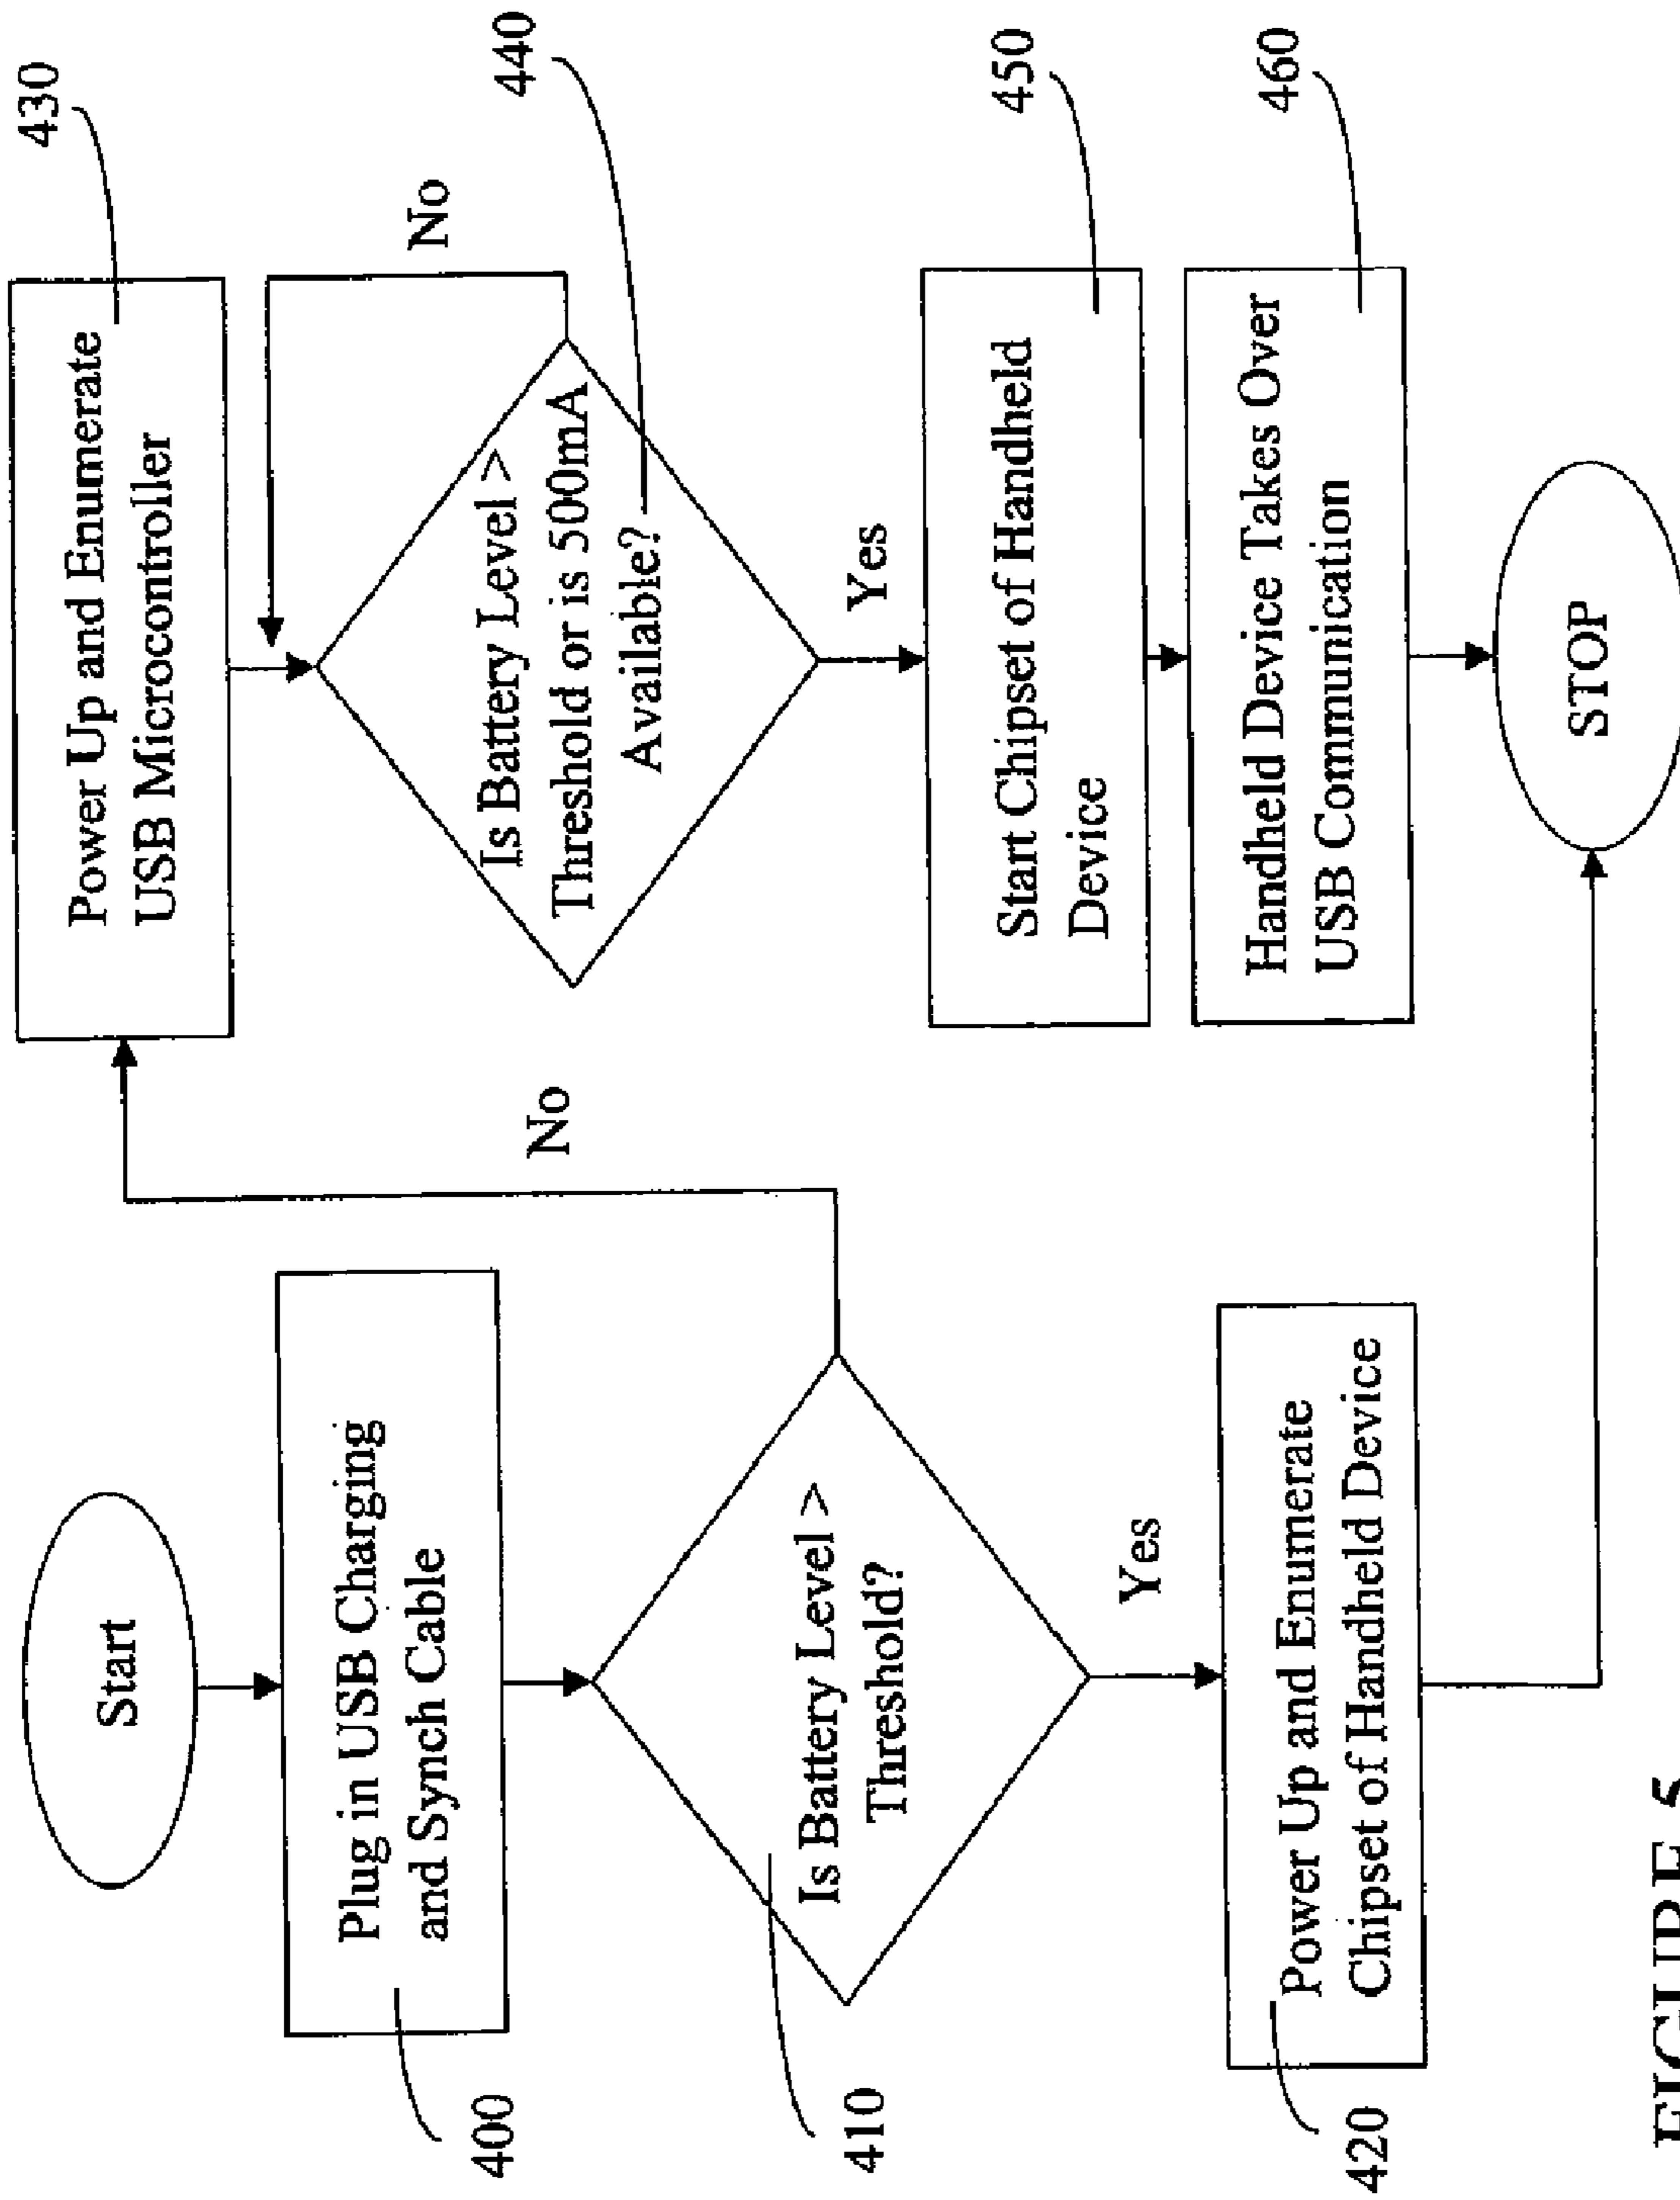 Start
Plug in USB Charging
and Synch Cable
400
Is Battery Level >
Threshold?
410
No
Yes
Power Up and Enumerate
Chipset of Handheld Device
420
Power Up and Enumerate
USB Microcontroller
430
Is Battery Level >
Threshold or is 500mA
Available?
440
No
Yes
Start Chipset of Handheld
Device
450
Handheld Device Takes Over
USB Communication
460
STOP
FIGURE 5